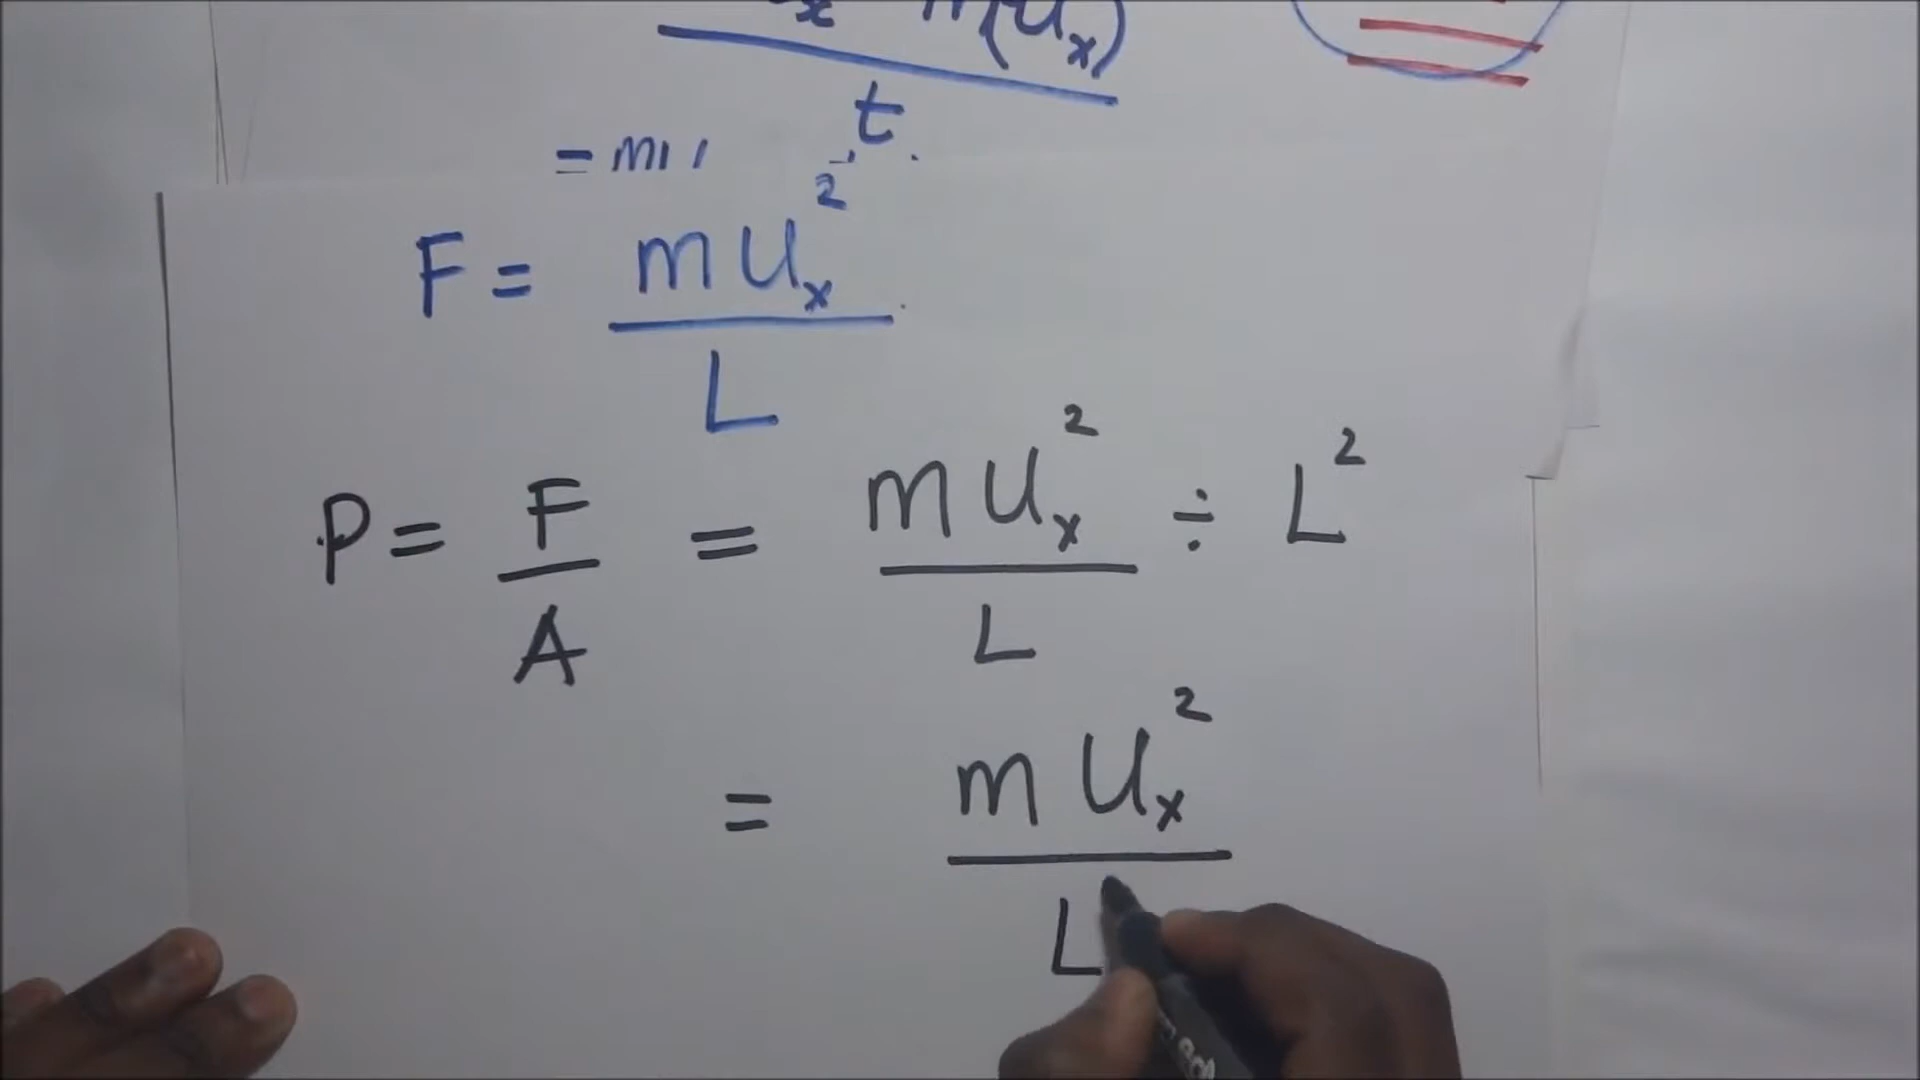 m(Ux)
t
= m
F = mUx²
L
P = F/A = mUx²/L ÷ L²
= mUx²
L